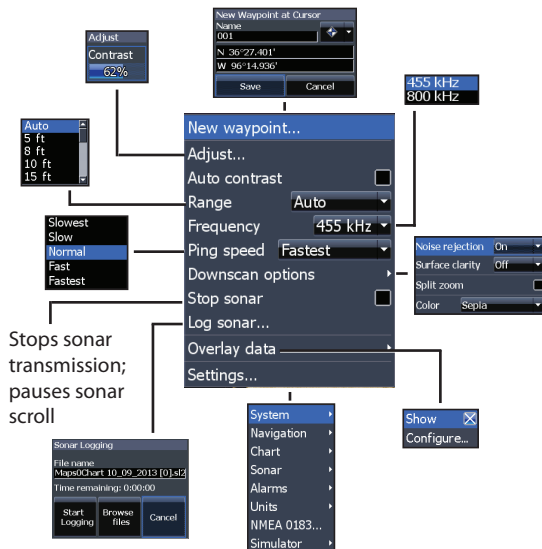 New Waypoint at Cursor
Name
001
N 36°27.401'
W 96°14.936'
Save Cancel
Adjust
Contrast
62%
455 kHz
800 kHz
Auto
5 ft
8 ft
10 ft
15 ft
New waypoint...
Adjust...
Auto contrast
Range Auto
Frequency 455 kHz
Ping speed Fastest
Downscan options
Stop sonar
Log sonar...
Overlay data
Settings...
Slowest
Slow
Normal
Fast
Fastest
Noise rejection On
Surface clarity Off
Split zoom
Color Sepia
Stops sonar
transmission;
pauses sonar
scroll
Sonar Logging
File name
Maps0Chart 10_09_2013 [0].sl2
Time remaining: 0:00:00
Start
Logging
Browse
files
Cancel
System
Navigation
Chart
Sonar
Alarms
Units
NMEA 0183...
Simulator
Show
Configure...